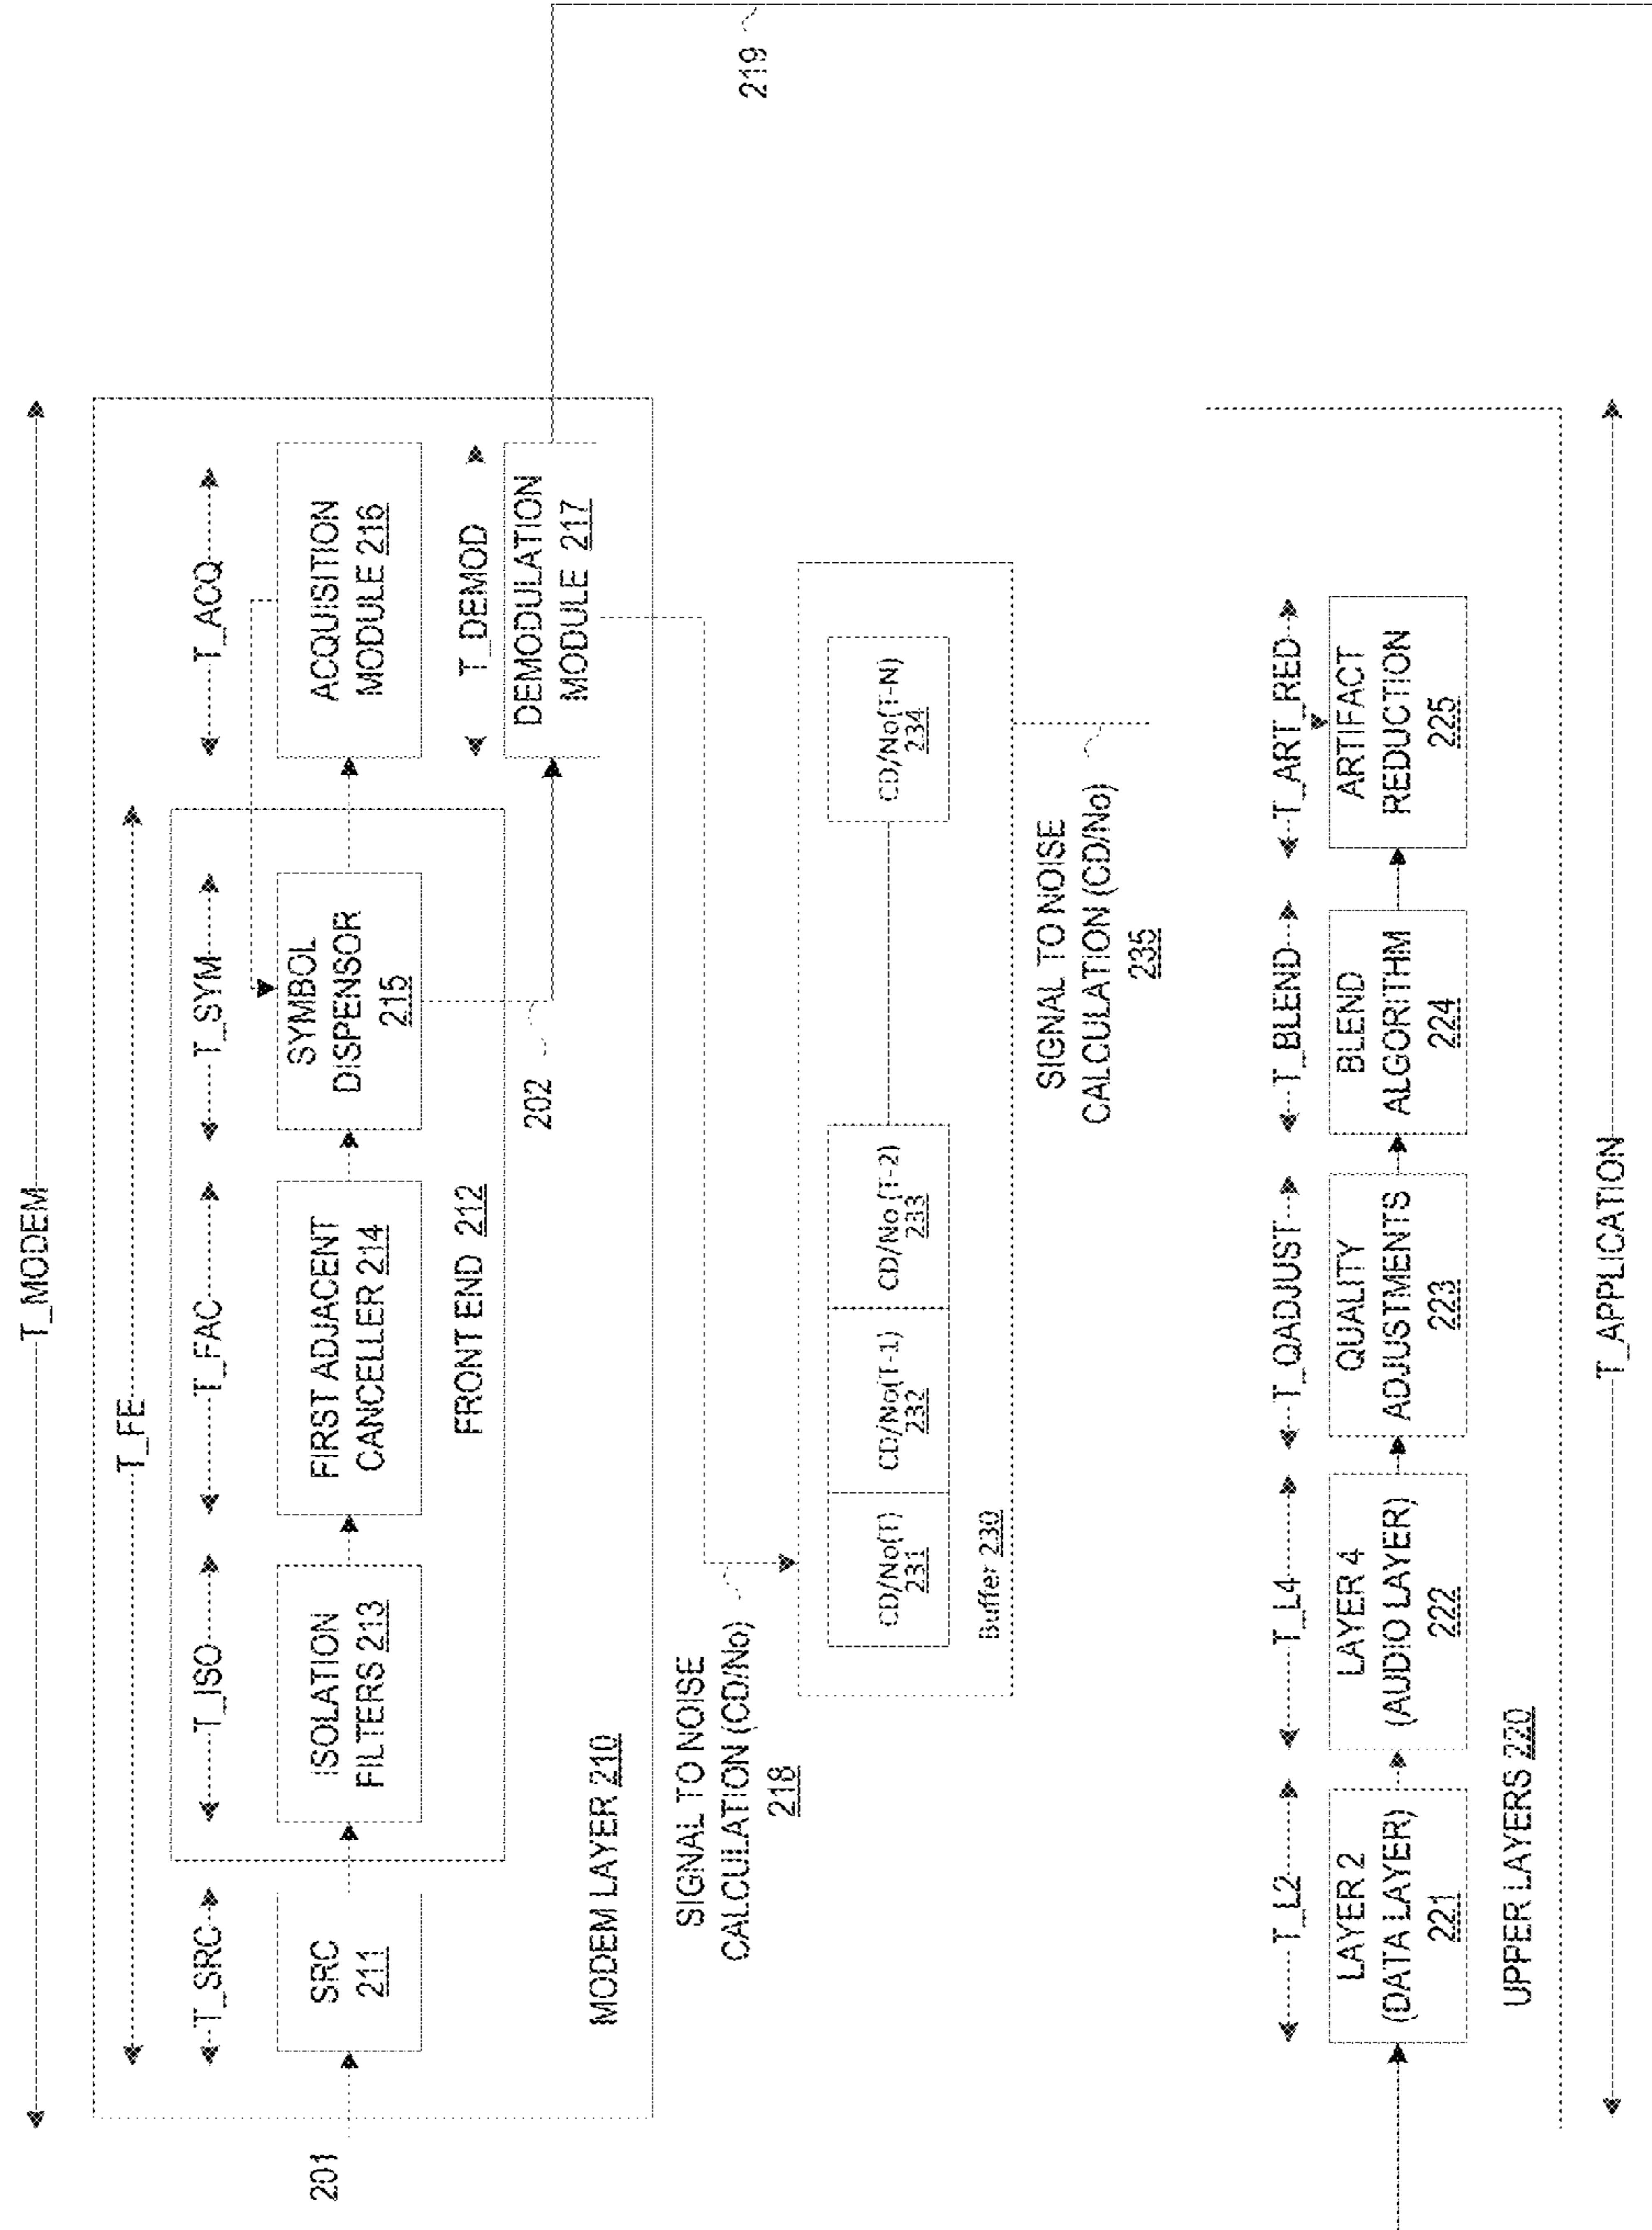 T_MODEM
T_FE
T_SRC
T_ISO
T_FAC
T_SYM
T_ACQ
201
SRC
211
ISOLATION
FILTERS 213
FIRST ADJACENT
CANCELLER 214
SYMBOL
DISPENSOR
215
ACQUISITION
MODULE 216
FRONT END 212
T_DEMOD
202
DEMODULATION
MODULE 217
MODEM LAYER 210
219
SIGNAL TO NOISE
CALCULATION (CD/No)
218
CD/No(T)
231
CD/No(T-1)
232
CD/No (T-2)
233
CD/No(T-N)
234
Buffer 230
SIGNAL TO NOISE
CALCULATION (CD/No)
235
T_L2
T_L4
T_QADJUST
T_BLEND
T_ART_RED
LAYER 2
(DATA LAYER)
221
LAYER 4
(AUDIO LAYER)
222
QUALITY
ADJUSTMENTS
223
BLEND
ALGORITHM
224
ARTIFACT
REDUCTION
225
UPPER LAYERS 220
T_APPLICATION